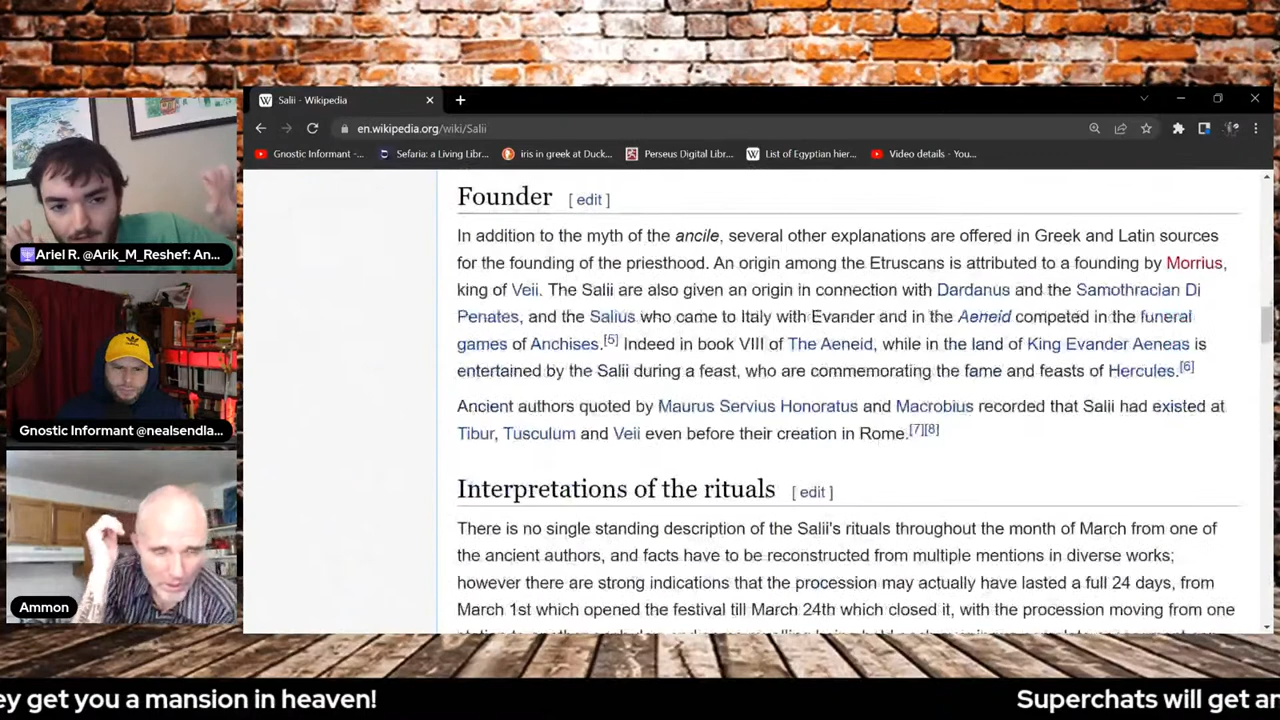 Salii - Wikipedia
en.wikipedia.org/wiki/Salii
Gnostic Informant -...
Sefaria: a Living Libr...
iris in greek at Duck...
Perseus Digital Libr...
List of Egyptian hier...
Video details - You...
Founder [ edit ]
In addition to the myth of the ancile, several other explanations are offered in Greek and Latin sources
for the founding of the priesthood. An origin among the Etruscans is attributed to a founding by Morrius,
king of Veii. The Salii are also given an origin in connection with Dardanus and the Samothracian Di
Penates, and the Salius who came to Italy with Evander and in the Aeneid competed in the funeral
games of Anchises.[5] Indeed in book VIII of The Aeneid, while in the land of King Evander Aeneas is
entertained by the Salii during a feast, who are commemorating the fame and feasts of Hercules.[6]
Ancient authors quoted by Maurus Servius Honoratus and Macrobius recorded that Salii had existed at
Tibur, Tusculum and Veii even before their creation in Rome.[7][8]
Interpretations of the rituals [ edit ]
There is no single standing description of the Salii's rituals throughout the month of March from one of
the ancient authors, and facts have to be reconstructed from multiple mentions in diverse works;
however there are strong indications that the procession may actually have lasted a full 24 days, from
March 1st which opened the festival till March 24th which closed it, with the procession moving from one
Ariel R. @Arik_M_Reshef: An...
Gnostic Informant @nealsendla...
Ammon
ey get you a mansion in heaven!
Superchats will get an